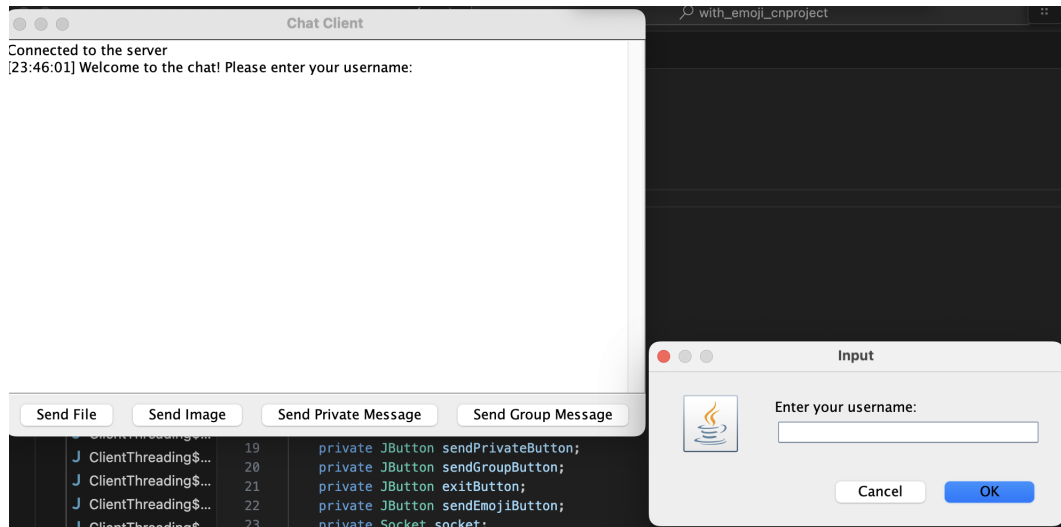 Chat Client
with_emoji_cnproject
Connected to the server
[23:46:01] Welcome to the chat! Please enter your username:
Send File
Send Image
Send Private Message
Send Group Message
Input
Enter your username:
Cancel
OK
J ClientThreading$...
J ClientThreading$...
J ClientThreading$...
J ClientThreading$...
19 private JButton sendPrivateButton;
20 private JButton sendGroupButton;
21 private JButton exitButton;
22 private JButton sendEmojiButton;
23 private Socket socket;